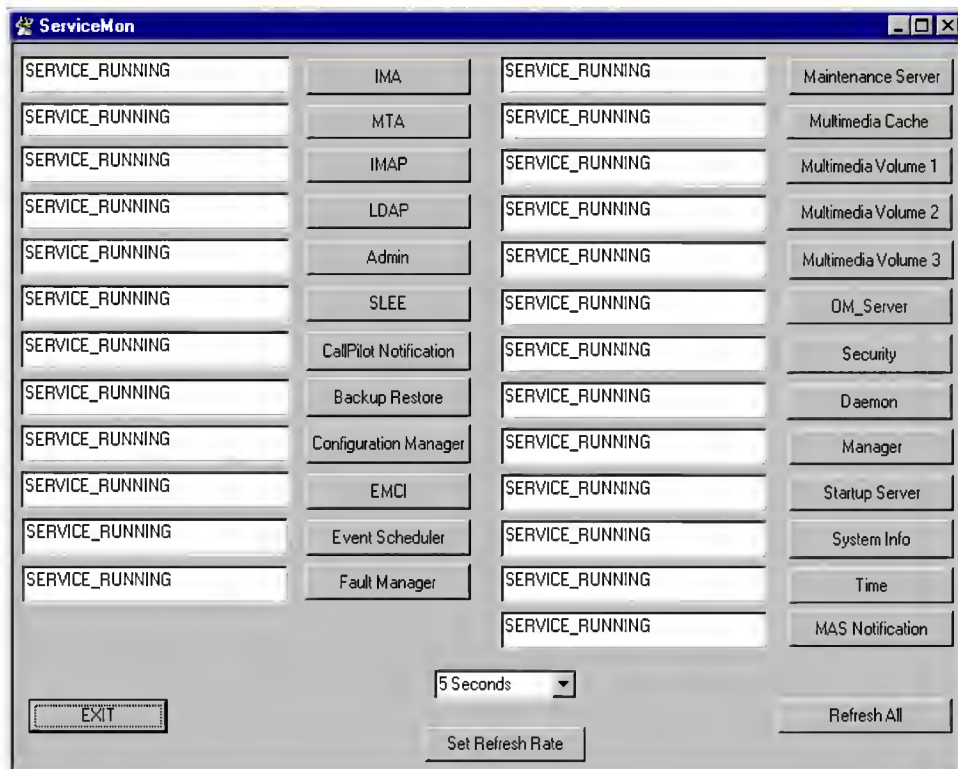 ServiceMon
SERVICE_RUNNING IMA SERVICE_RUNNING Maintenance Server
SERVICE_RUNNING MTA SERVICE_RUNNING Multimedia Cache
SERVICE_RUNNING IMAP SERVICE_RUNNING Multimedia Volume 1
SERVICE_RUNNING LDAP SERVICE_RUNNING Multimedia Volume 2
SERVICE_RUNNING Admin SERVICE_RUNNING Multimedia Volume 3
SERVICE_RUNNING SLEE SERVICE_RUNNING OM_Server
SERVICE_RUNNING CallPilot Notification SERVICE_RUNNING Security
SERVICE_RUNNING Backup Restore SERVICE_RUNNING Daemon
SERVICE_RUNNING Configuration Manager SERVICE_RUNNING Manager
SERVICE_RUNNING EMCI SERVICE_RUNNING Startup Server
SERVICE_RUNNING Event Scheduler SERVICE_RUNNING System Info
SERVICE_RUNNING Fault Manager SERVICE_RUNNING Time
SERVICE_RUNNING MAS Notification
5 Seconds
EXIT Refresh All
Set Refresh Rate